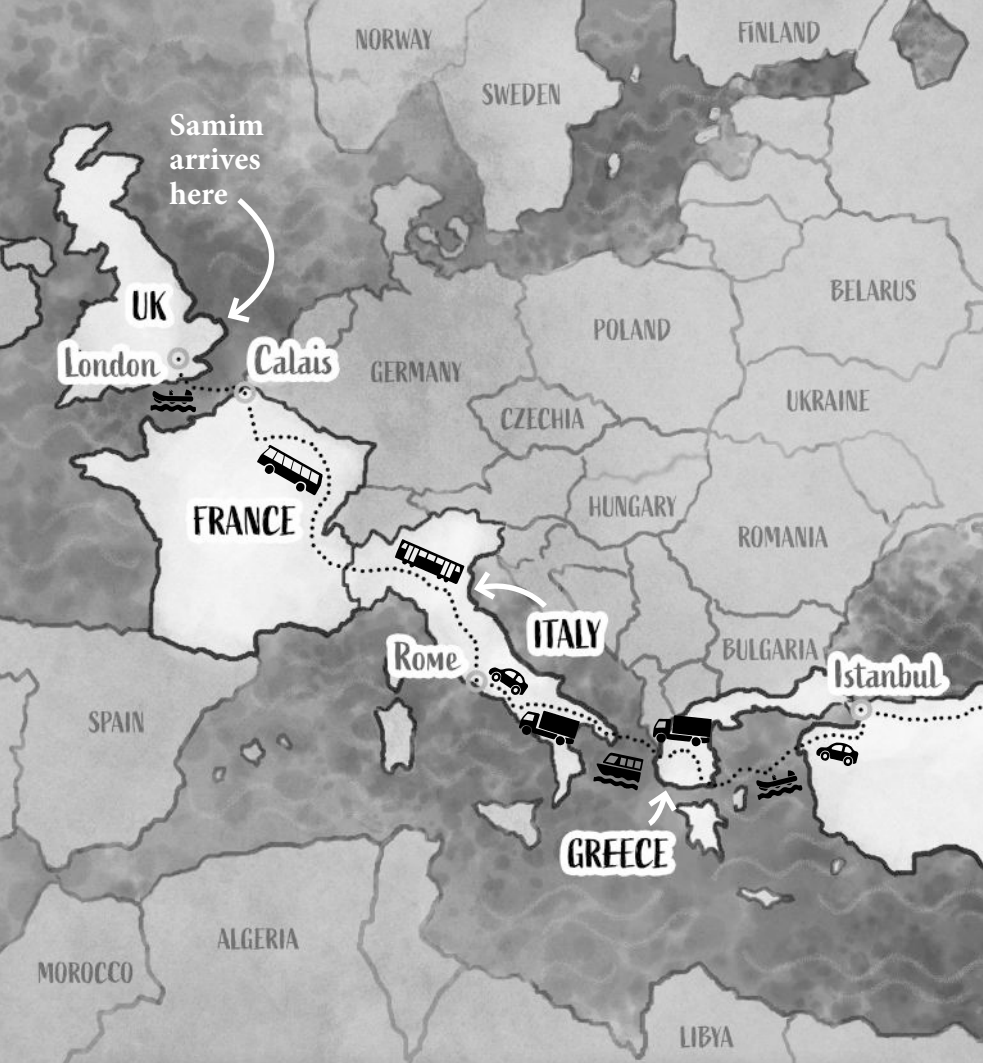 NORWAY
FINLAND
SWEDEN
Samim
arrives
here
UK
BELARUS
POLAND
London
Calais
GERMANY
UKRAINE
CZECHIA
HUNGARY
FRANCE
ROMANIA
ITALY
BULGARIA
Rome
Istanbul
SPAIN
GREECE
ALGERIA
MOROCCO
LIBYA